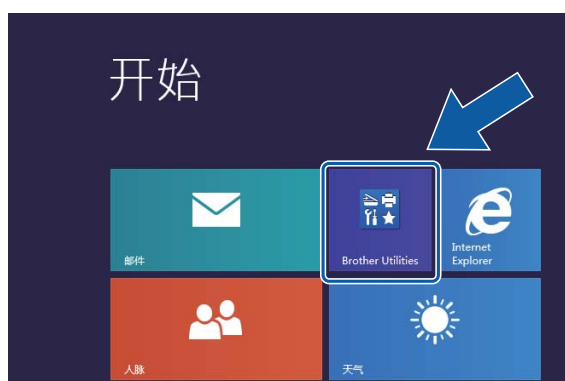 开始
邮件
Brother Utilities
Internet
Explorer
人脉
天气